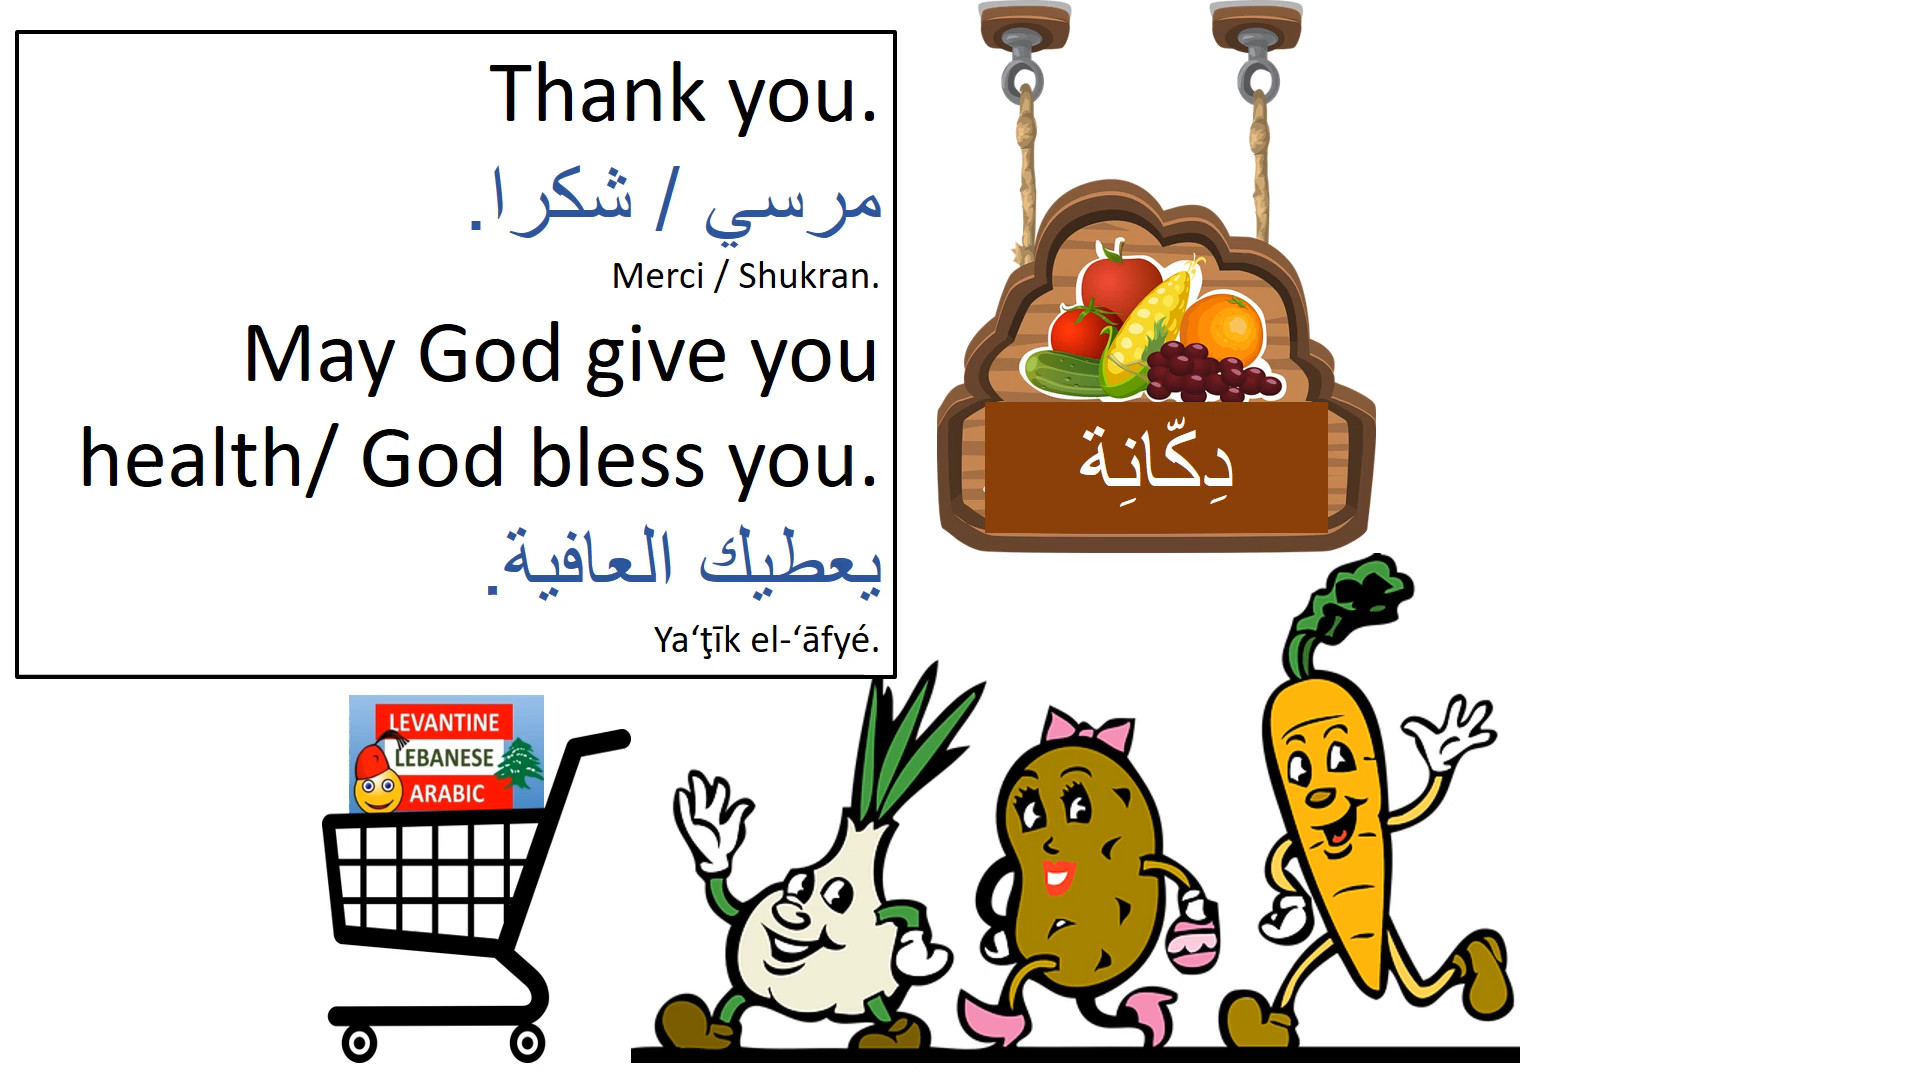 Thank you.
مرسي / شكرا.
Merci / Shukran.
May God give you
health/ God bless you.
يعطيك العافية.
Ya‘ţīk el-‘āfyé.
دِكّانِة
LEVANTINE
LEBANESE
ARABIC